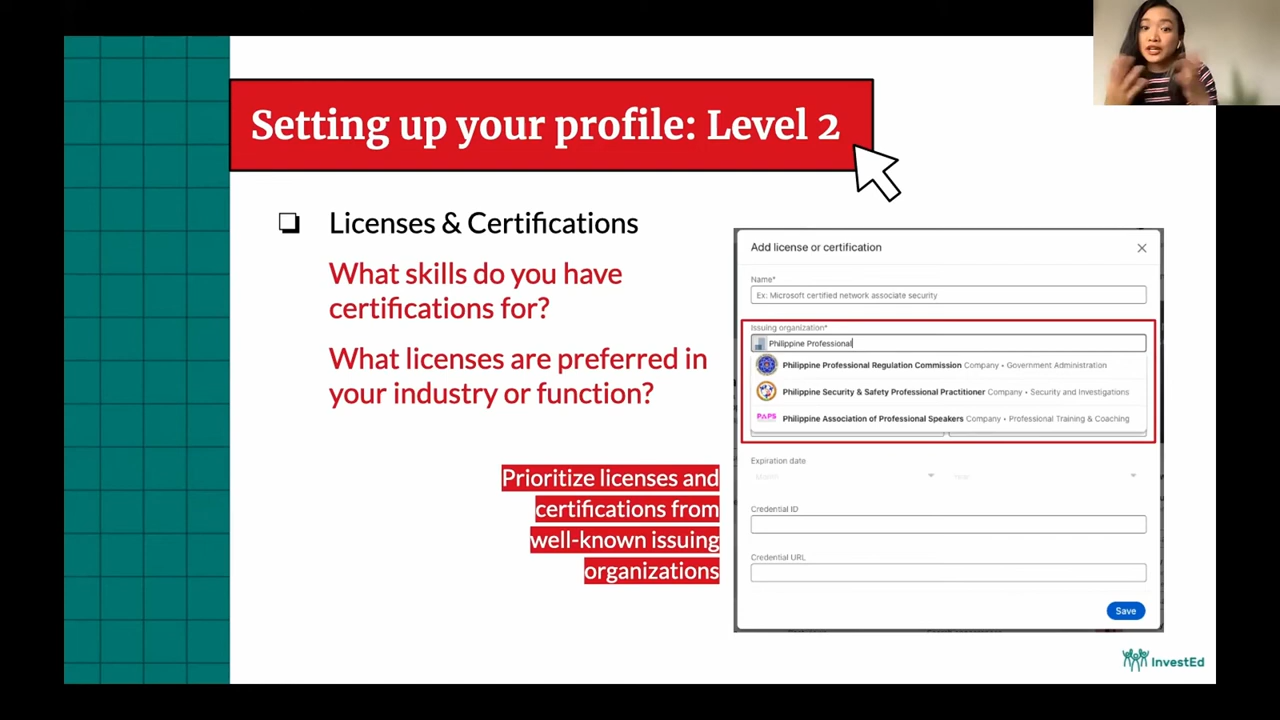 Setting up your profile: Level 2
Licenses & Certifications
What skills do you have
certifications for?
What licenses are preferred in
your industry or function?
Prioritize licenses and
certifications from
well-known issuing
organizations
Add license or certification
Name*
Ex: Microsoft certified network associate security
Issuing organization*
Philippine Professional
Philippine Professional Regulation Commission Company • Government Administration
Philippine Security & Safety Professional Practitioner Company • Security and Investigations
PAPS Philippine Association of Professional Speakers Company • Professional Training & Coaching
Expiration date
Month Year
Credential ID
Credential URL
Save
InvestEd